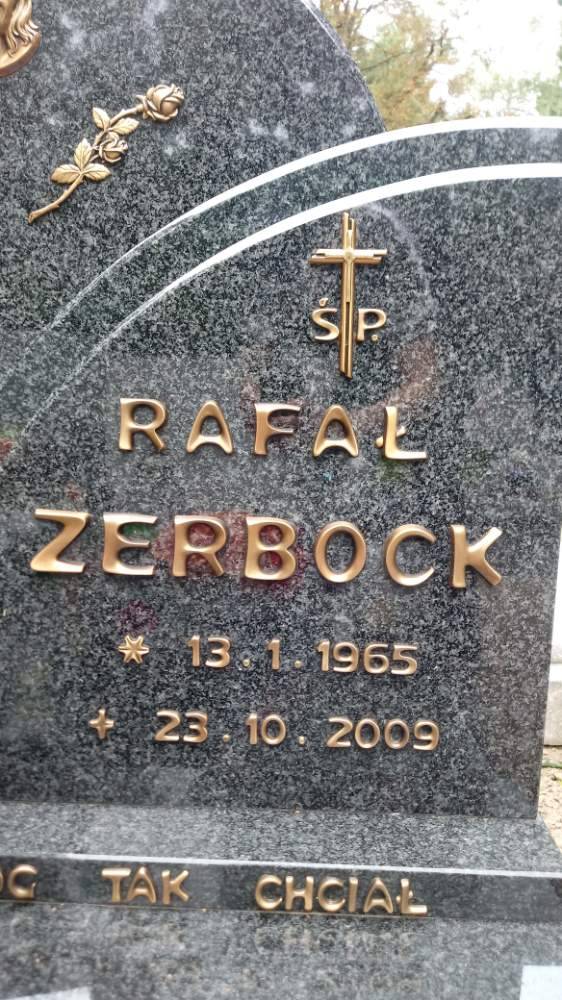 Ś.P.
RAFAŁ
ZERBOCK
* 13.1.1965
+ 23.10.2009
TAK CHCIAŁ